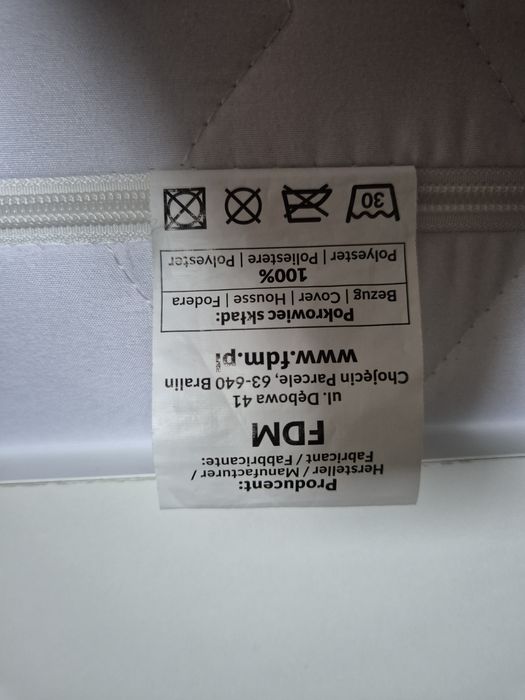 Producent:
Hersteller / Manufacturer /
Fabricant / Fabbricante:
FDM
ul. Dębowa 41
Chojęcin Parcele, 63-640 Bralin
www.fdm.pl
Pokrowiec skład:
Bezug | Cover | Housse | Fodera
100%
Polyester | Poliestere | Polyester
30